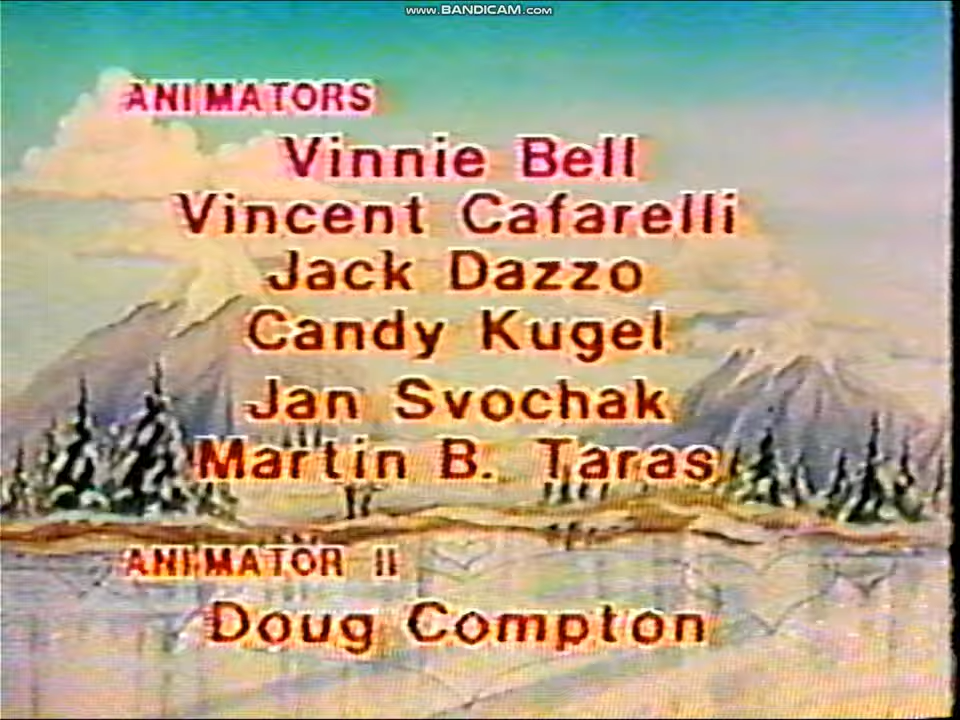 www.BANDICAM.com
ANIMATORS
Vinnie Bell
Vincent Cafarelli
Jack Dazzo
Candy Kugel
Jan Svochak
Martin B. Taras
ANIMATOR II
Doug Compton